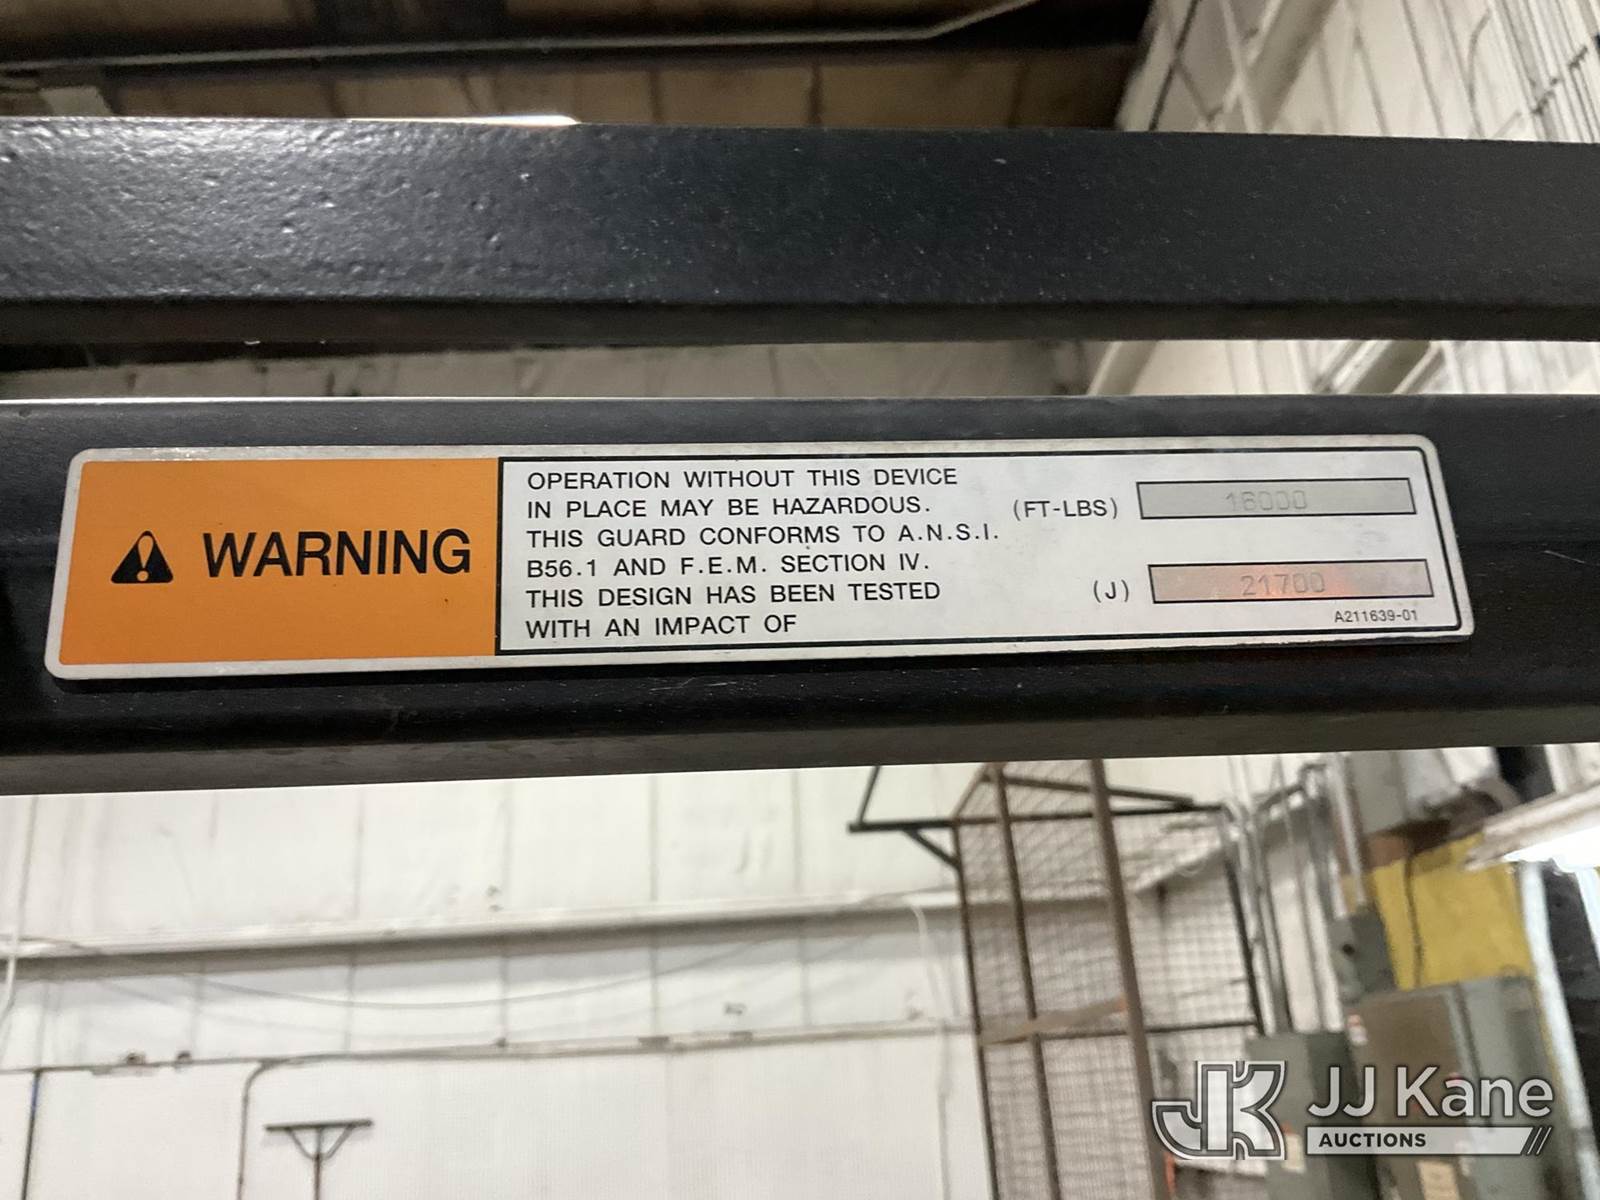 WARNING
OPERATION WITHOUT THIS DEVICE
IN PLACE MAY BE HAZARDOUS.
THIS GUARD CONFORMS TO A.N.S.I.
B56.1 AND F.E.M. SECTION IV.
THIS DESIGN HAS BEEN TESTED
WITH AN IMPACT OF
(FT-LBS) 16000
(J) 21700
A211639-01
JK JJ Kane
AUCTIONS